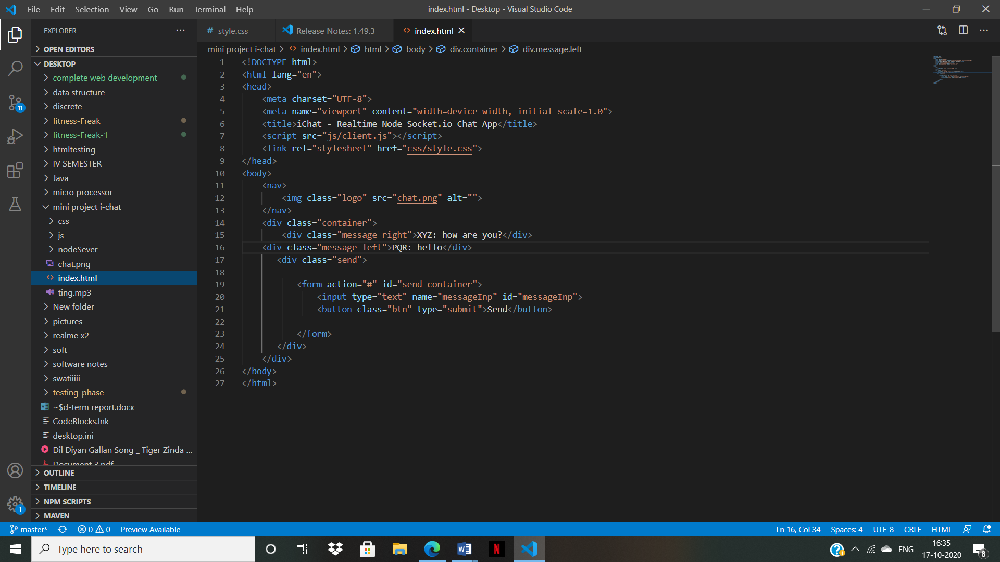 File Edit Selection View Go Run Terminal Help
index.html - Desktop - Visual Studio Code
EXPLORER
OPEN EDITORS
DESKTOP
complete web development
data structure
discrete
fitness-Freak
fitness-Freak-1
htmltesting
IV SEMESTER
Java
micro processor
mini project i-chat
css
js
nodeSever
chat.png
index.html
ting.mp3
New folder
pictures
realme x2
soft
software notes
swatiiiii
testing-phase
~$d-term report.docx
CodeBlocks.lnk
desktop.ini
Dil Diyan Gallan Song _ Tiger Zinda ...
Document 3.pdf
OUTLINE
TIMELINE
NPM SCRIPTS
MAVEN
11
1
# style.css
Release Notes: 1.49.3
<> index.html
mini project i-chat > <> index.html > html > body > div.container > div.message.left
1 <!DOCTYPE html>
2 <html lang="en">
3 <head>
4 <meta charset="UTF-8">
5 <meta name="viewport" content="width=device-width, initial-scale=1.0">
6 <title>iChat - Realtime Node Socket.io Chat App</title>
7 <script src="js/client.js"></script>
8 <link rel="stylesheet" href="css/style.css">
9 </head>
10 <body>
11 <nav>
12 <img class="logo" src="chat.png" alt="">
13 </nav>
14 <div class="container">
15 <div class="message right">XYZ: how are you?</div>
16 <div class="message left">PQR: hello</div>
17 <div class="send">
18
19 <form action="#" id="send-container">
20 <input type="text" name="messageInp" id="messageInp">
21 <button class="btn" type="submit">Send</button>
22
23 </form>
24 </div>
25 </div>
26 </body>
27 </html>
master* 0 0 Preview Available
Ln 16, Col 34 Spaces: 4 UTF-8 CRLF HTML
Type here to search
W
N
ENG
16:35
17-10-2020
8